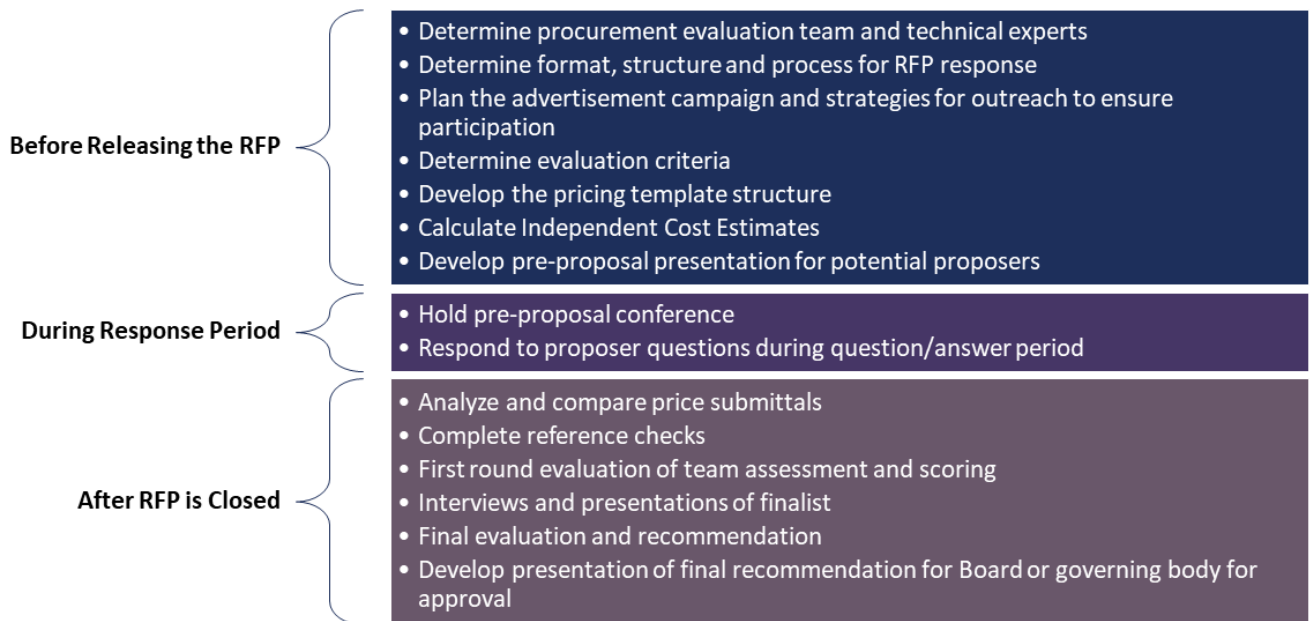 Before Releasing the RFP
• Determine procurement evaluation team and technical experts
• Determine format, structure and process for RFP response
• Plan the advertisement campaign and strategies for outreach to ensure
participation
• Determine evaluation criteria
• Develop the pricing template structure
• Calculate Independent Cost Estimates
• Develop pre-proposal presentation for potential proposers
During Response Period
• Hold pre-proposal conference
• Respond to proposer questions during question/answer period
After RFP is Closed
• Analyze and compare price submittals
• Complete reference checks
• First round evaluation of team assessment and scoring
• Interviews and presentations of finalist
• Final evaluation and recommendation
• Develop presentation of final recommendation for Board or governing body for
approval